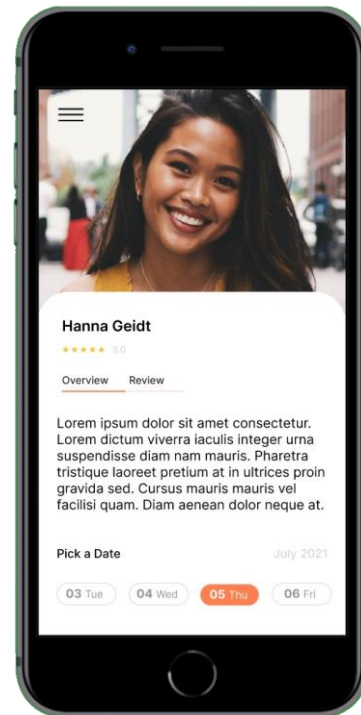 Hanna Geidt
★★★★★ 5.0
Overview Review
Lorem ipsum dolor sit amet consectetur.
Lorem dictum viverra iaculis integer urna
suspendisse diam nam mauris. Pharetra
tristique laoreet pretium at in ultrices proin
gravida sed. Cursus mauris mauris vel
facilisi quam. Diam aenean dolor neque at.
Pick a Date July 2021
03 Tue 04 Wed 05 Thu 06 Fri